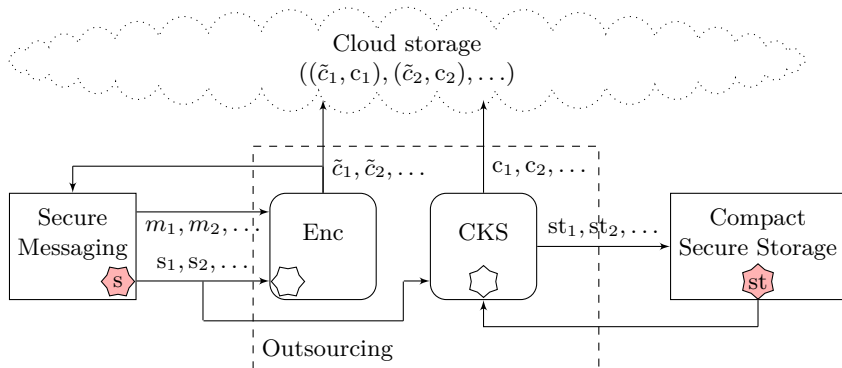 Cloud storage
((c̃₁, c₁), (c̃₂, c₂), …)
c̃₁, c̃₂, …
c₁, c₂, …
Secure
Messaging
s
m₁, m₂, …
s₁, s₂, …
Enc
CKS
st₁, st₂, …
Compact
Secure Storage
st
Outsourcing